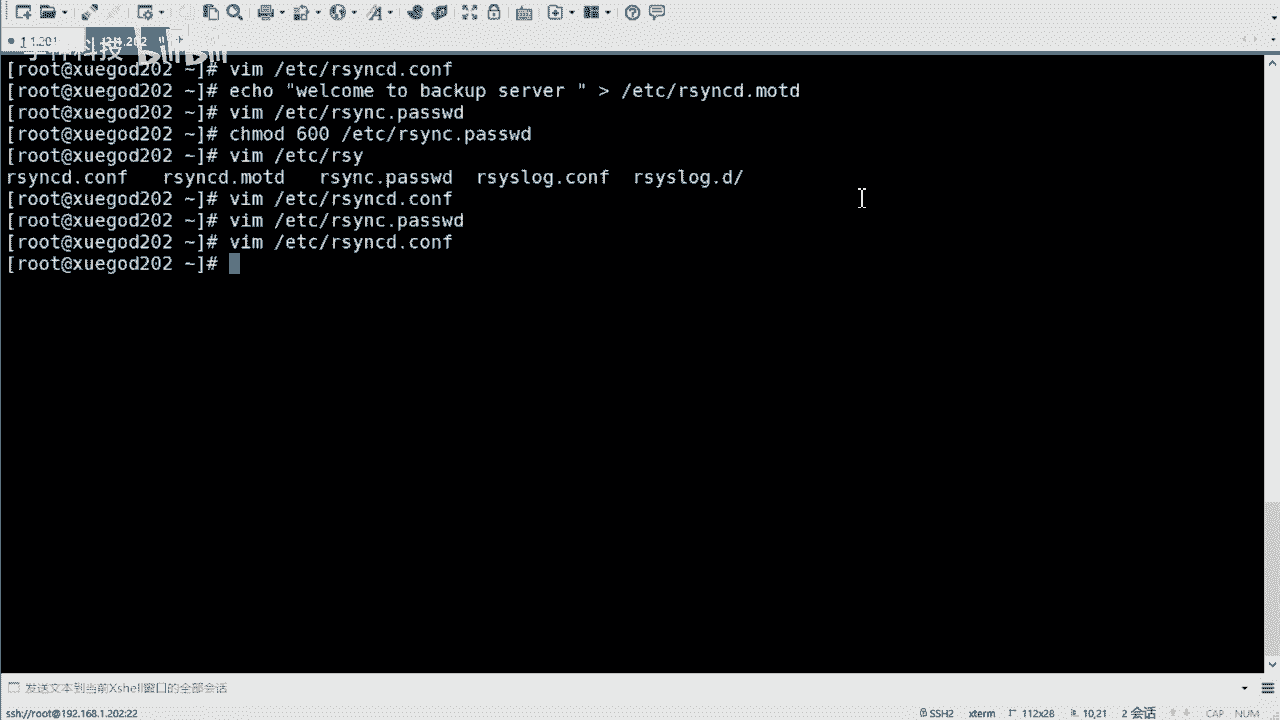 1 1.201
科技 bilibili
[root@xuegod202 ~]# vim /etc/rsyncd.conf
[root@xuegod202 ~]# echo "welcome to backup server " > /etc/rsyncd.motd
[root@xuegod202 ~]# vim /etc/rsync.passwd
[root@xuegod202 ~]# chmod 600 /etc/rsync.passwd
[root@xuegod202 ~]# vim /etc/rsy
rsyncd.conf   rsyncd.motd   rsync.passwd  rsyslog.conf  rsyslog.d/
[root@xuegod202 ~]# vim /etc/rsyncd.conf
[root@xuegod202 ~]# vim /etc/rsync.passwd
[root@xuegod202 ~]# vim /etc/rsyncd.conf
[root@xuegod202 ~]#
发送文本到当前Xshell窗口的全部会话
ssh://root@192.168.1.202:22 SSH2 xterm 112x28 10,21 2 会话 CAP NUM